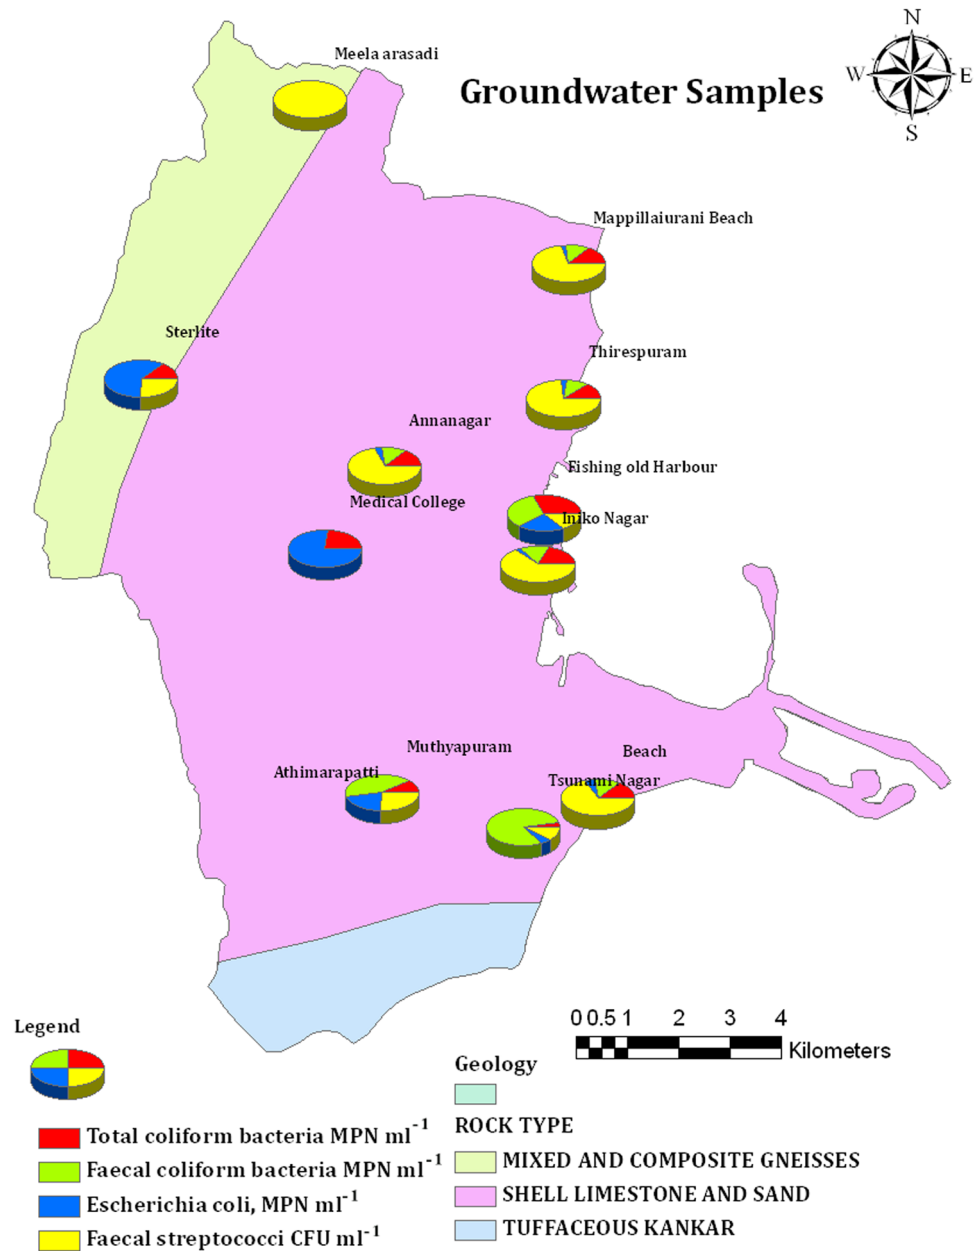 N
Meela arasadi
Groundwater Samples
W
E
S
Mappillaiurani Beach
Sterlite
Thirespuram
Annanagar
Fishing old Harbour
Medical College
Iniko Nagar
Muthyapuram
Beach
Athimarapatti
Tsunami Nagar
Legend
0 0.5 1 2 3 4
Kilometers
Geology
ROCK TYPE
Total coliform bacteria MPN ml-1
Faecal coliform bacteria MPN ml-1
MIXED AND COMPOSITE GNEISSES
Escherichia coli, MPN ml-1
SHELL LIMESTONE AND SAND
Faecal streptococci CFU ml-1
TUFFACEOUS KANKAR